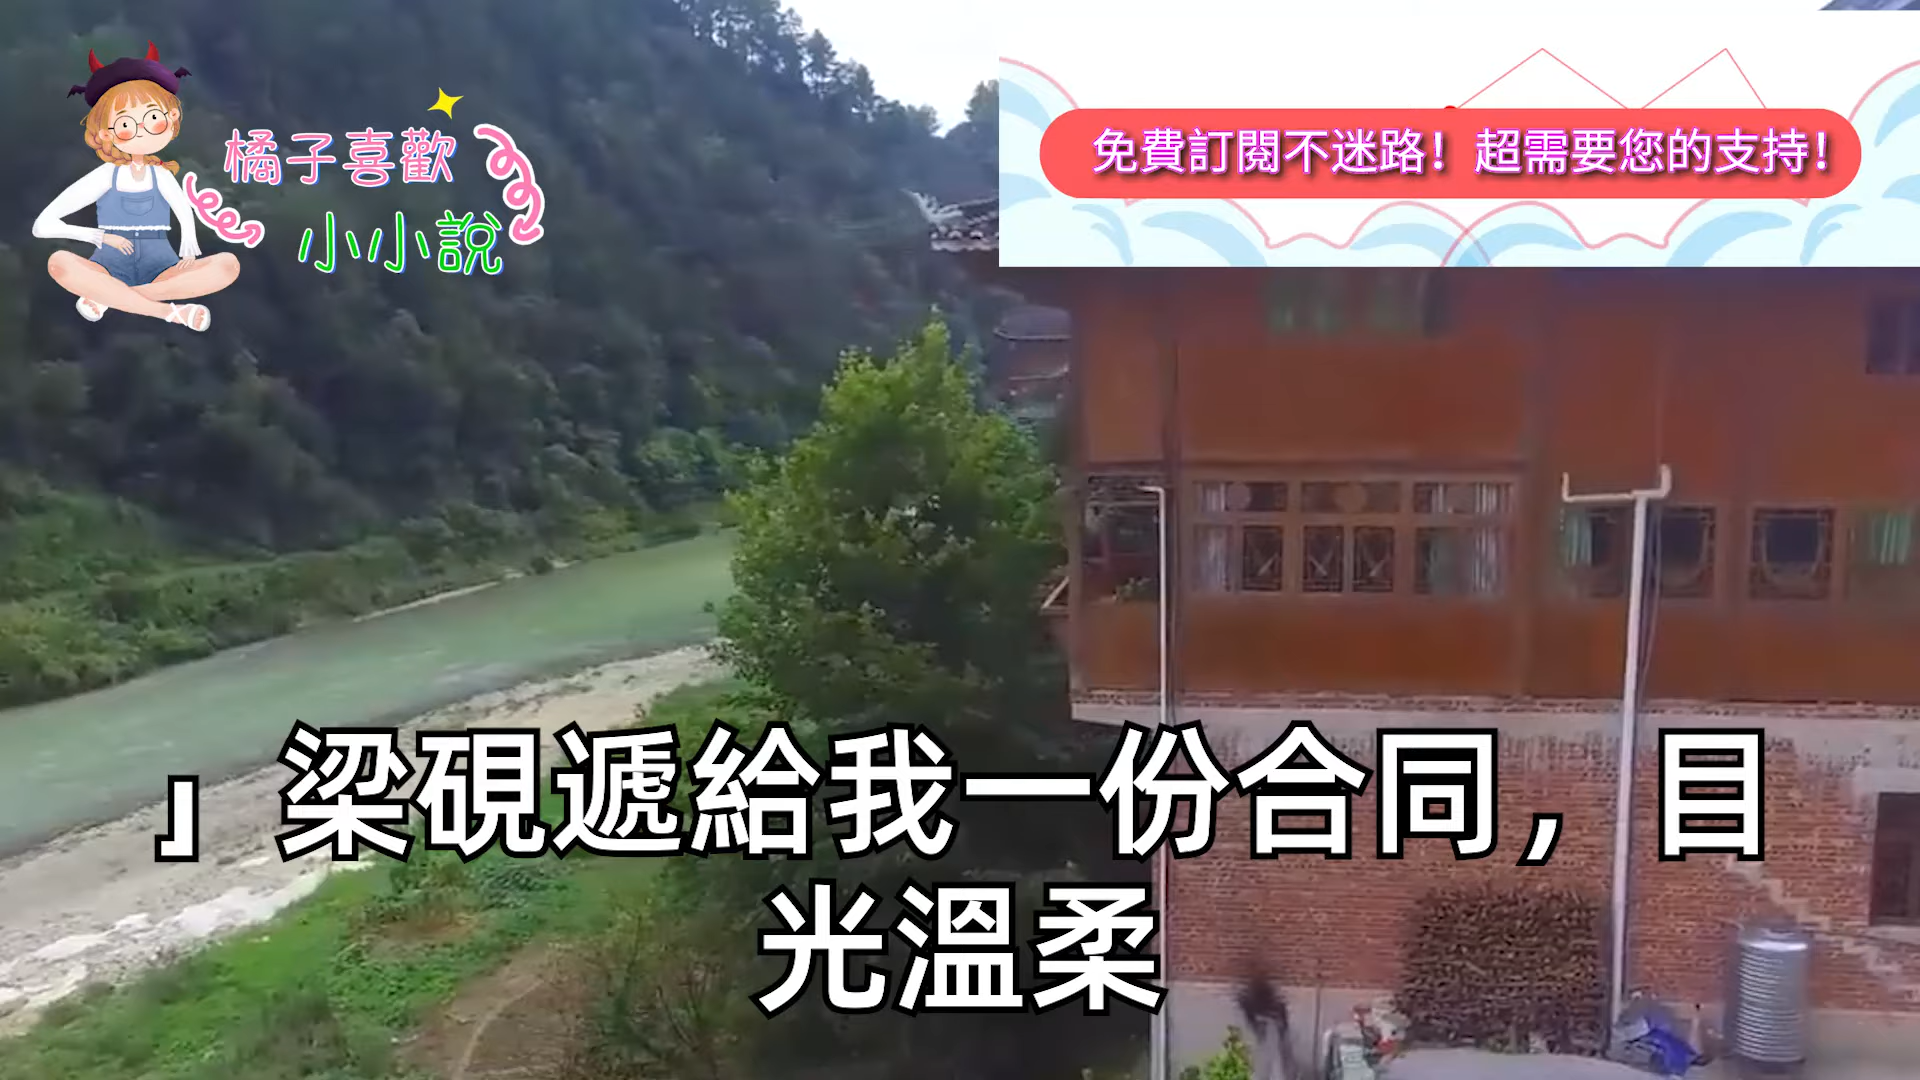 橘子喜歡
小小說
免費訂閱不迷路！超需要您的支持！
」梁硯遞給我一份合同，目
光溫柔